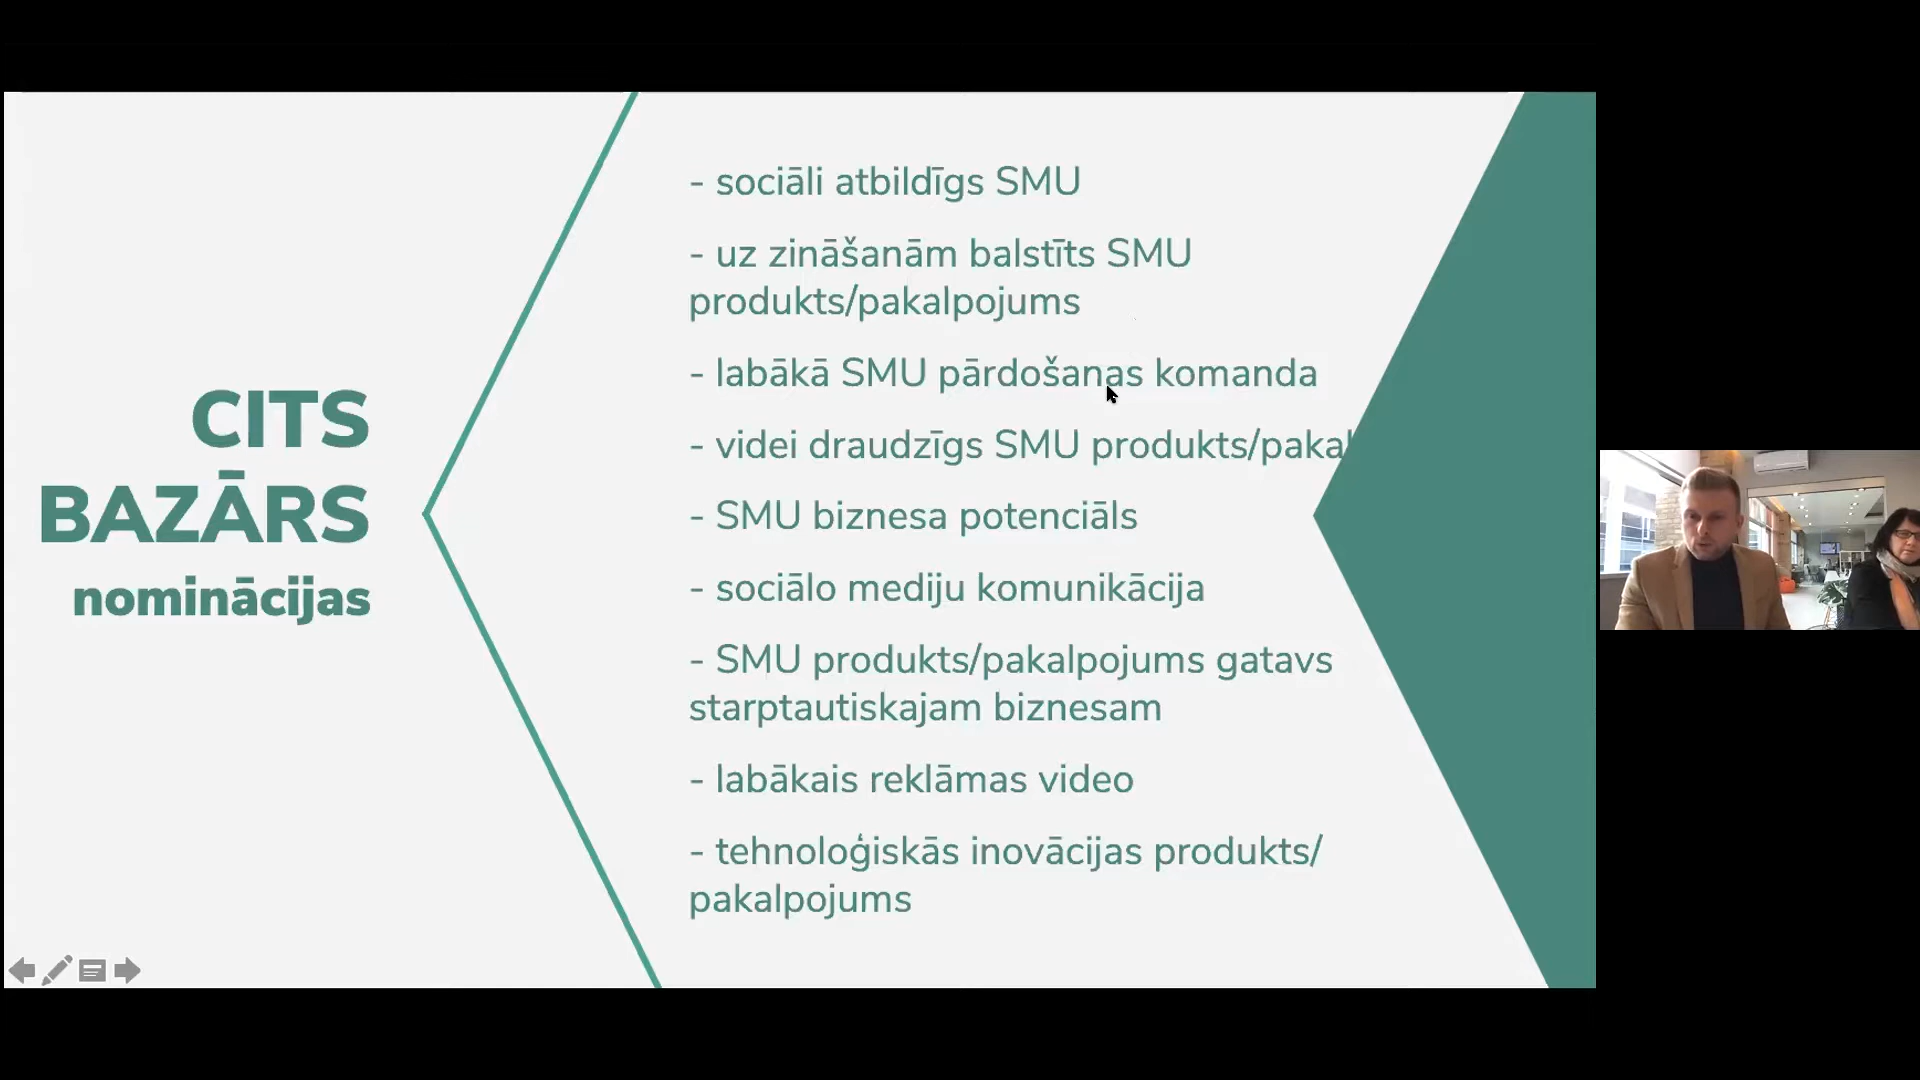 CITS
BAZĀRS
nominācijas
- sociāli atbildīgs SMU
- uz zināšanām balstīts SMU
produkts/pakalpojums
- labākā SMU pārdošanas komanda
- videi draudzīgs SMU produkts/pakal
- SMU biznesa potenciāls
- sociālo mediju komunikācija
- SMU produkts/pakalpojums gatavs
starptautiskajam biznesam
- labākais reklāmas video
- tehnoloģiskās inovācijas produkts/
pakalpojums